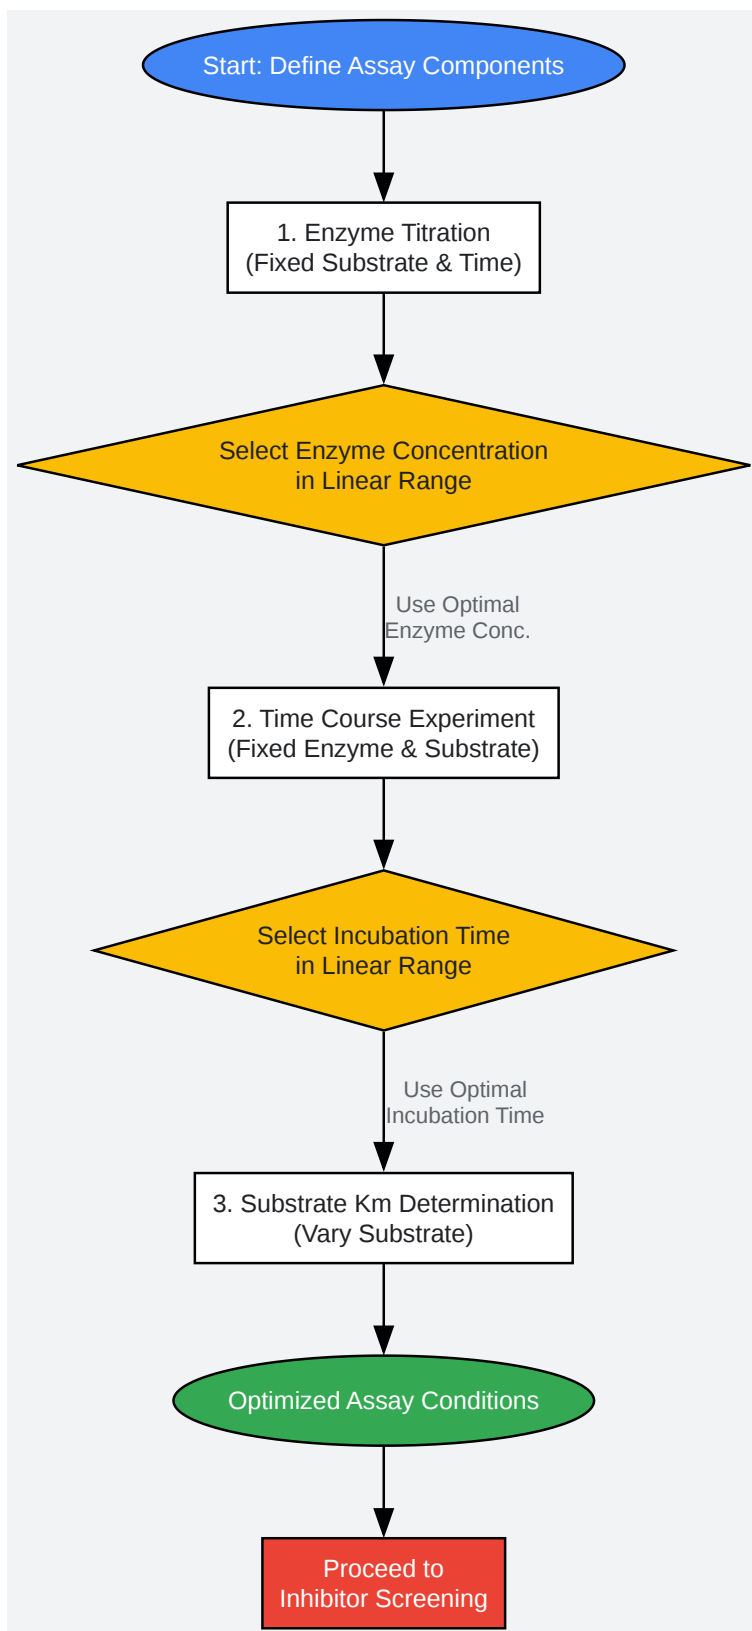 Start: Define Assay Components
1. Enzyme Titration
(Fixed Substrate & Time)
Select Enzyme Concentration
in Linear Range
Use Optimal
Enzyme Conc.
2. Time Course Experiment
(Fixed Enzyme & Substrate)
Select Incubation Time
in Linear Range
Use Optimal
Incubation Time
3. Substrate Km Determination
(Vary Substrate)
Optimized Assay Conditions
Proceed to
Inhibitor Screening